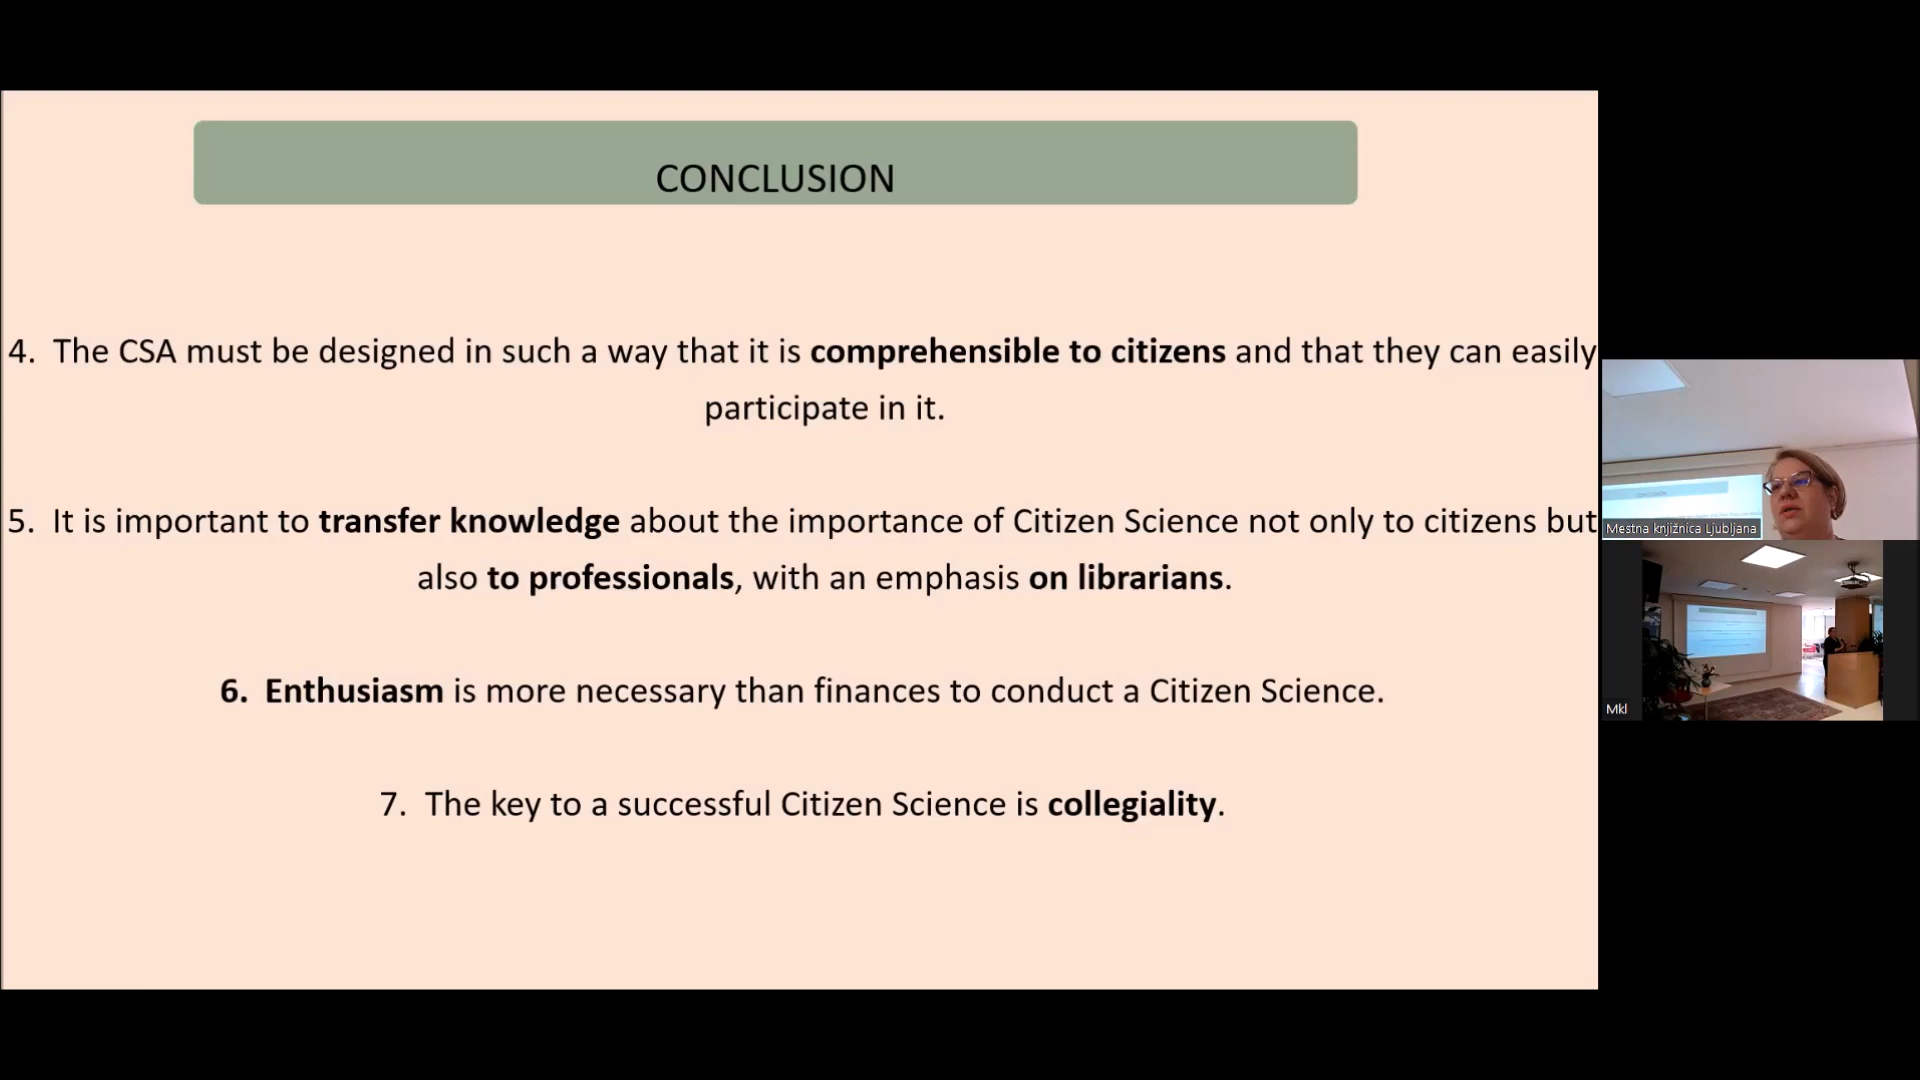 CONCLUSION
4. The CSA must be designed in such a way that it is comprehensible to citizens and that they can easily
participate in it.
5. It is important to transfer knowledge about the importance of Citizen Science not only to citizens but
also to professionals, with an emphasis on librarians.
6. Enthusiasm is more necessary than finances to conduct a Citizen Science.
7. The key to a successful Citizen Science is collegiality.
CONCLUSION
Mestna knjižnica Ljubljana
Mkl